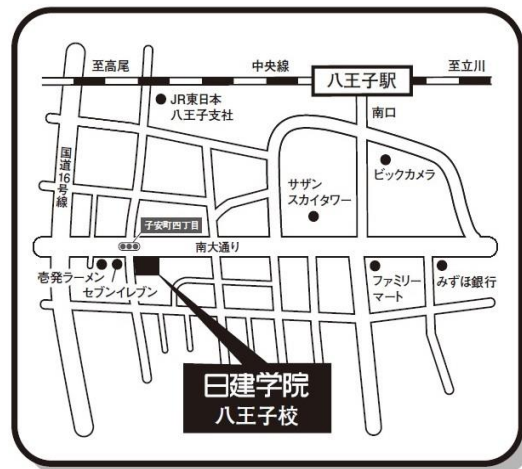 至高尾
中央線
八王子駅
至立川
JR東日本
八王子支社
南口
国道16号線
ビックカメラ
サザン
スカイタワー
子安町四丁目
南大通り
壱発ラーメン
セブンイレブン
ファミリー
マート
みずほ銀行
日建学院
八王子校